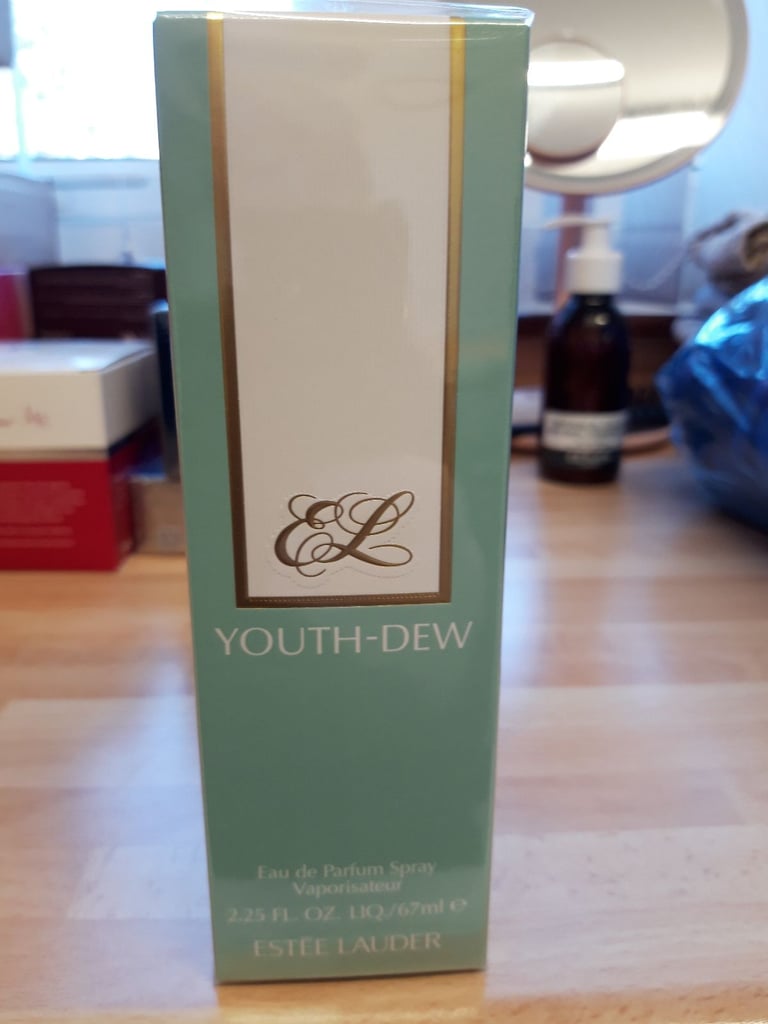 EL
YOUTH-DEW
Eau de Parfum Spray
Vaporisateur
2.25 FL. OZ. LIQ./67ml ℮
ESTĒE LAUDER